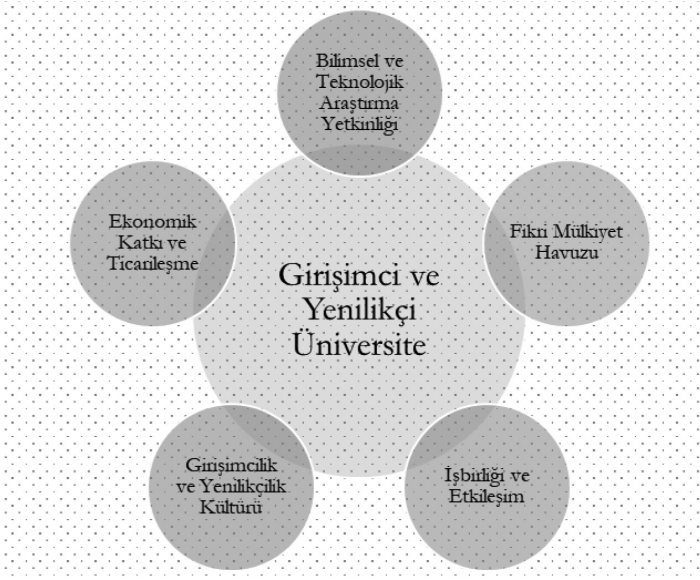 Bilimsel ve
Teknolojik
Araştırma
Yetkinliği
Ekonomik
Katkı ve
Ticarileşme
Fikri Mülkiyet
Havuzu
Girişimci ve
Yenilikçi
Üniversite
Girişimcilik
ve Yenilikçilik
Kültürü
İşbirliği ve
Etkileşim